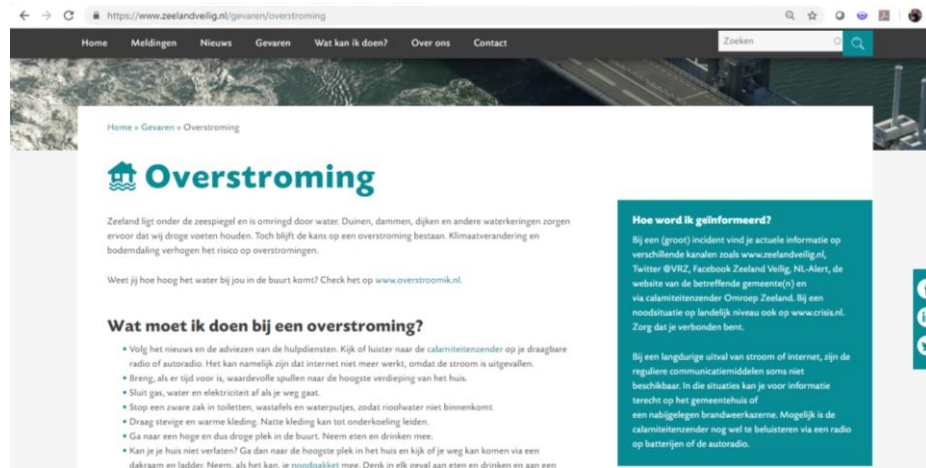 https://www.zeelandveilig.nl/gevaren/overstroming
Home Meldingen Nieuws Gevaren Wat kan ik doen? Over ons Contact Zoeken
Home » Gevaren » Overstroming
Overstroming
Zeeland ligt onder de zeespiegel en is omringd door water. Duinen, dammen, dijken en andere waterkeringen zorgen
ervoor dat wij droge voeten houden. Toch blijft de kans op een overstroming bestaan. Klimaatverandering en
bodemdaling verhogen het risico op overstromingen.
Weet jij hoe hoog het water bij jou in de buurt komt? Check het op www.overstroomik.nl.
Wat moet ik doen bij een overstroming?
• Volg het nieuws en de adviezen van de hulpdiensten. Kijk of luister naar de calamiteitenzender op je draagbare
radio of autoradio. Het kan namelijk zijn dat internet niet meer werkt, omdat de stroom is uitgevallen.
• Breng, als er tijd voor is, waardevolle spullen naar de hoogste verdieping van het huis.
• Sluit gas, water en elektriciteit af als je weg gaat.
• Stop een zware zak in toiletten, wastafels en waterputjes, zodat rioolwater niet binnenkomt
• Draag stevige en warme kleding. Natte kleding kan tot onderkoeling leiden.
• Ga naar een hoge en dus droge plek in de buurt. Neem eten en drinken mee.
• Kan je je huis niet verlaten? Ga dan naar de hoogste plek in het huis en kijk of je weg kan komen via een
dakraam en ladder. Neem, als het kan, je noodpakket mee. Denk in elk geval aan eten en drinken en aan een
Hoe word ik geïnformeerd?
Bij een (groot) incident vind je actuele informatie op
verschillende kanalen zoals www.zeelandveilig.nl,
Twitter @VRZ, Facebook Zeeland Veilig, NL-Alert, de
website van de betreffende gemeente(n) en
via calamiteitenzender Omroep Zeeland. Bij een
noodsituatie op landelijk niveau ook op www.crisis.nl.
Zorg dat je verbonden bent.
Bij een langdurige uitval van stroom of internet, zijn de
reguliere communicatiemiddelen soms niet
beschikbaar. In die situaties kan je voor informatie
terecht op het gemeentehuis of
een nabijgelegen brandweerkazerne. Mogelijk is de
calamiteitenzender nog wel te beluisteren via een radio
op batterijen of de autoradio.